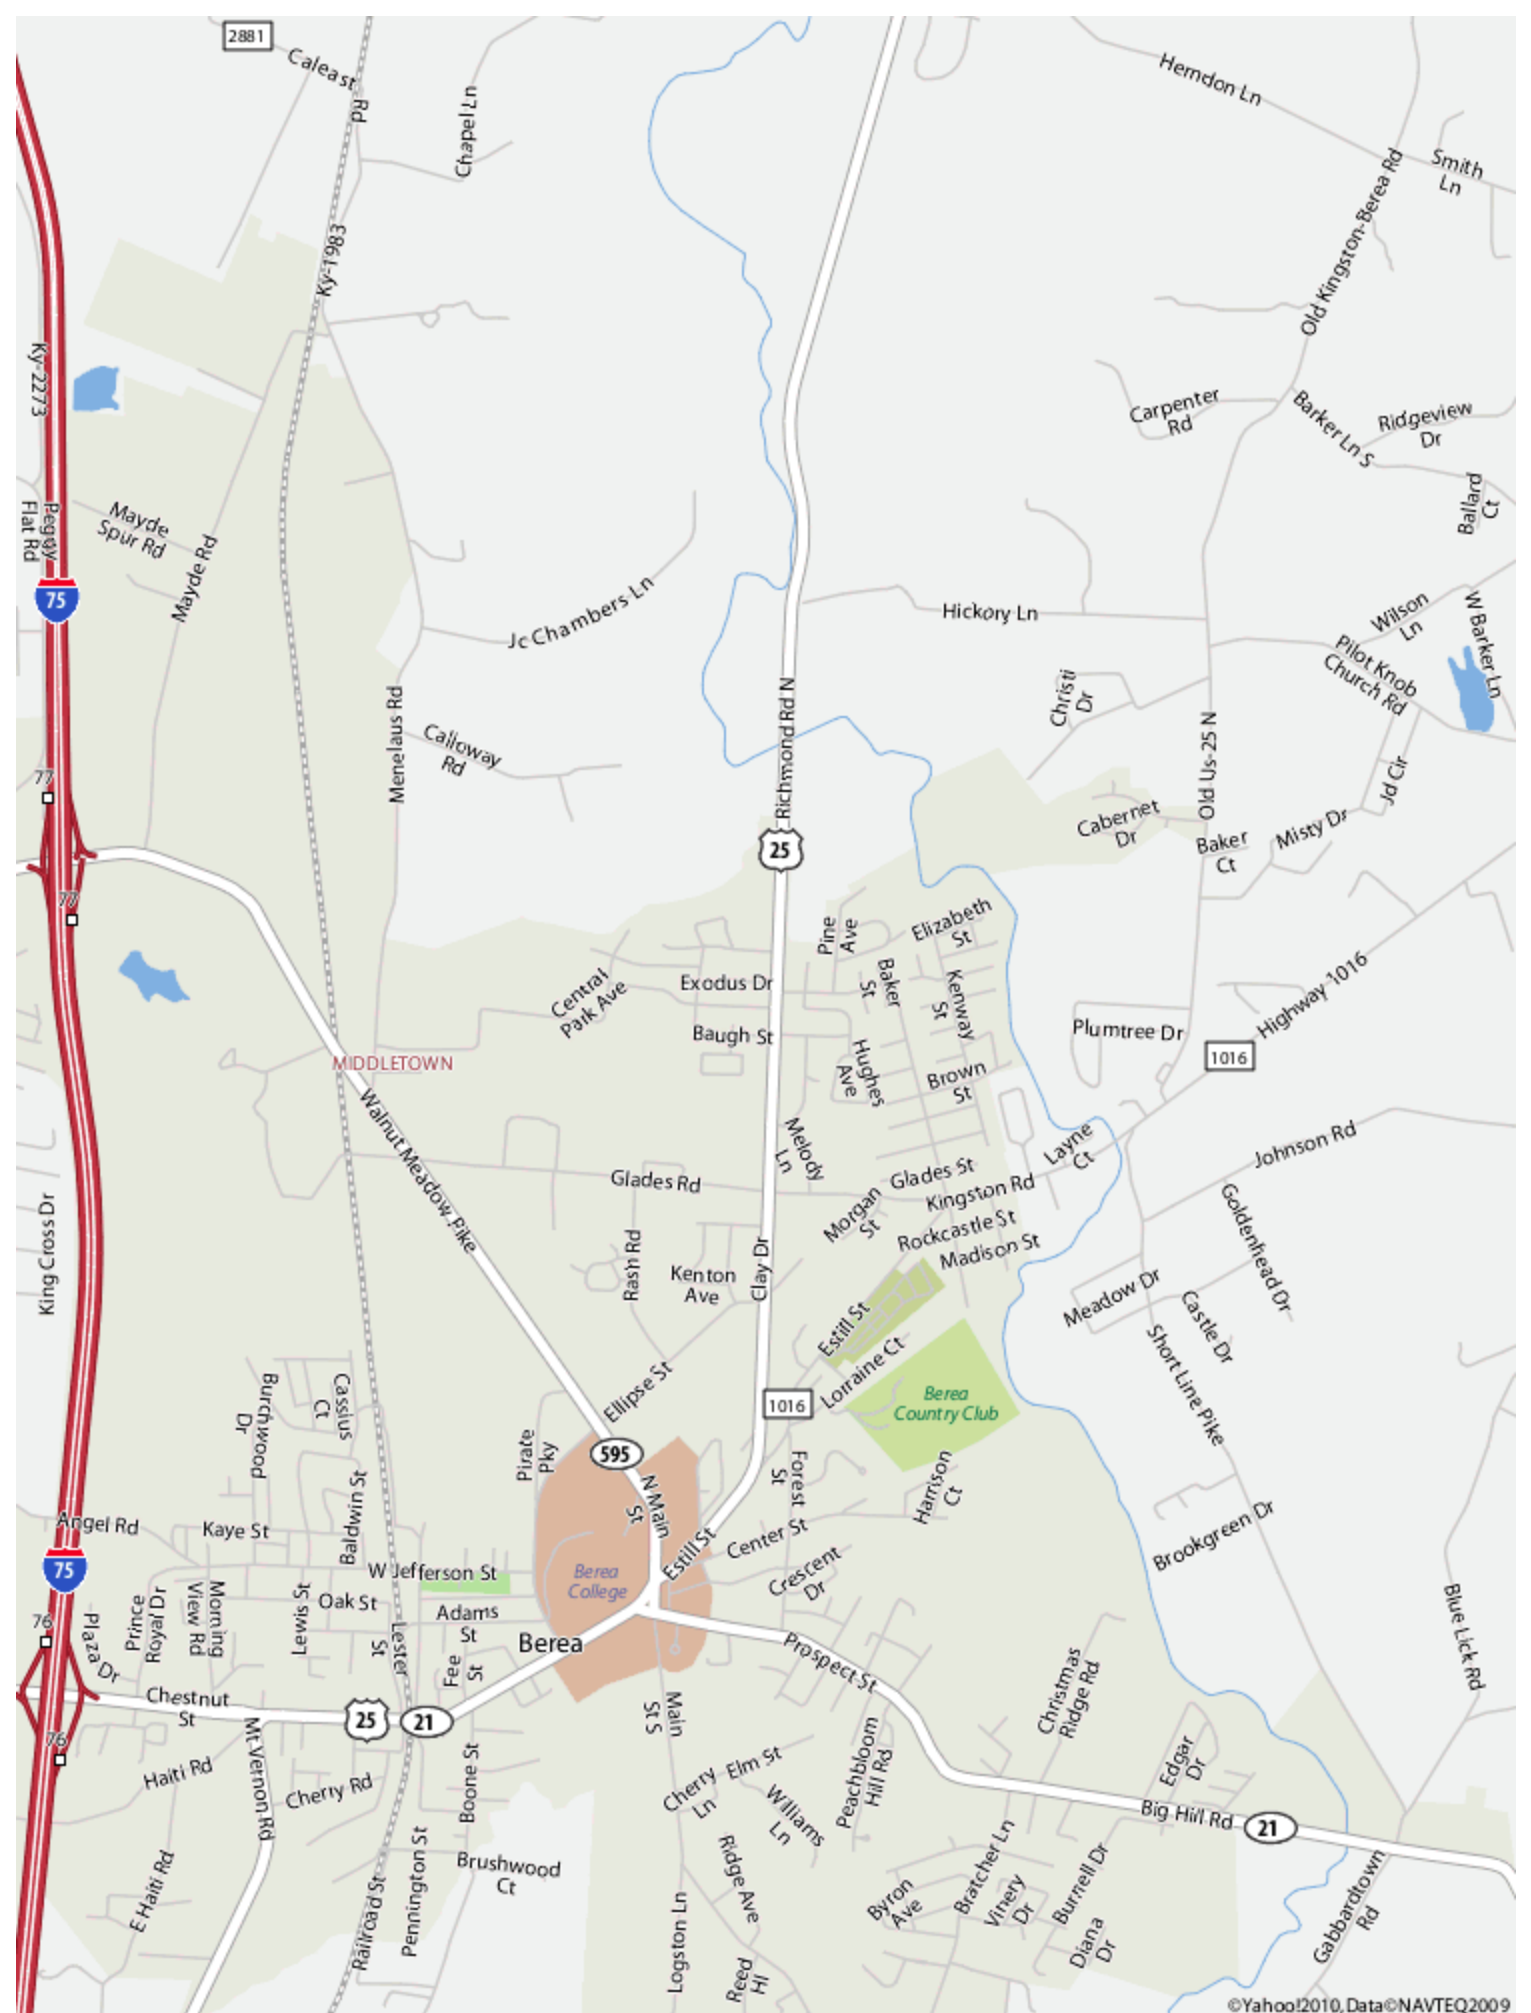 2881
Caleast Rd
Chapel Ln
Herndon Ln
Smith
Ln
Old Kingston-Berea Rd
Ky-1983
Ky-2273
Carpenter
Rd
Barker Ln S
Ridgeview
Dr
Ballard
Ct
Peggy
Flat Rd
Mayde
Spur Rd
Mayde Rd
75
Jc Chambers Ln
Hickory Ln
Wilson
Ln
W Barker Ln
Pilot Knob
Church Rd
Christi
Dr
Menelaus Rd
Calloway
Rd
Richmond Rd N
Old Us-25 N
Jd Cir
77
Cabernet
Dr
Misty Dr
Baker
Ct
25
77
Pine
Ave
Elizabeth
St
Central
Park Ave
Exodus Dr
Baker
St
Kenway
St
Highway 1016
Baugh St
Plumtree Dr
1016
MIDDLETOWN
Hughes
Ave
Brown
St
Walnut Meadow Pike
Melody
Ln
Layne
Ct
Johnson Rd
Glades Rd
Glades St
Kingston Rd
Morgan
St
Rockcastle St
Madison St
Goldenhead Dr
King Cross Dr
Rash Rd
Kenton
Ave
Clay Dr
Meadow Dr
Castle Dr
Estill St
Lorraine Ct
Short Line Pike
Ellipse St
1016
Berea
Country Club
Burchwood
Dr
Cassius
Ct
Pirate
Pky
595
N Main
St
Forest
St
Harrison
Ct
Angel Rd
Kaye St
Baldwin St
Estill St
Center St
Brookgreen Dr
75
W Jefferson St
Berea
College
Crescent
Dr
Blue Lick Rd
76
Plaza Dr
Prince
Royal Dr
Morning
View Rd
Lewis St
Oak St
Lester
St
Adams
St
Fee
St
Berea
Prospect St
Christmas
Ridge Rd
Chestnut
St
25
21
Main
St S
76
Haiti Rd
Mt Vernon Rd
Cherry Rd
Boone St
Cherry
Ln
Elm St
Williams
Ln
Peachbloom
Hill Rd
Edgar
Dr
Big Hill Rd
21
E Haiti Rd
Railroad St
Pennington St
Brushwood
Ct
Logston Ln
Ridge Ave
Reed
Hl
Byron
Ave
Bratcher Ln
Vinery
Dr
Burnell Dr
Diana
Dr
Gabbardtown
Rd
©Yahoo!2010, Data©NAVTEQ2009